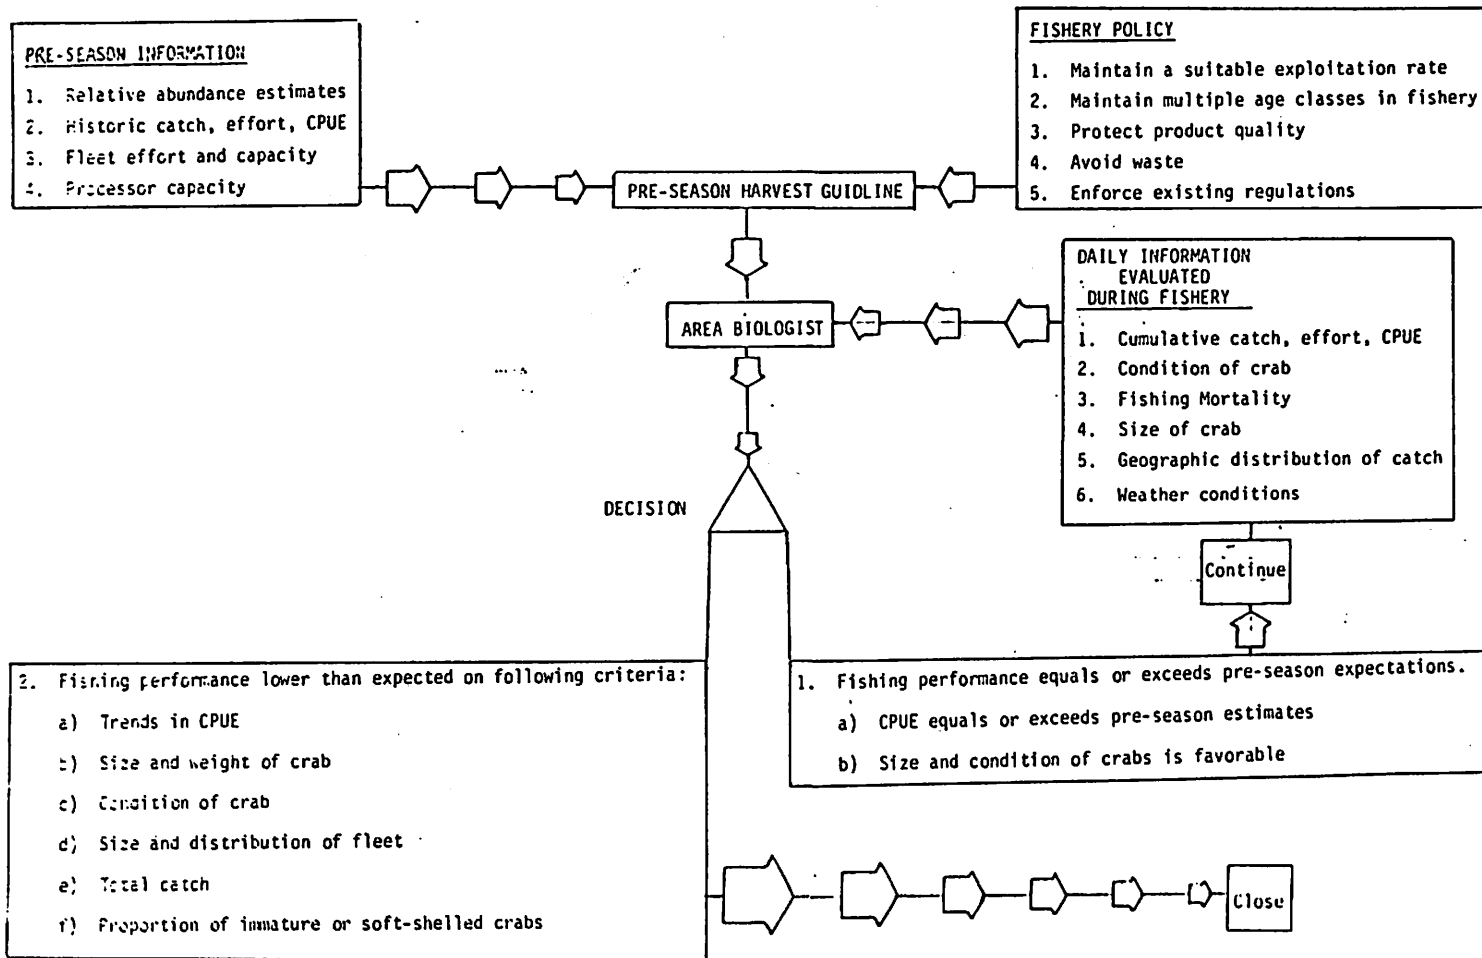 PRE-SEASON INFORMATION
1. Relative abundance estimates
2. Historic catch, effort, CPUE
3. Fleet effort and capacity
4. Processor capacity
FISHERY POLICY
1. Maintain a suitable exploitation rate
2. Maintain multiple age classes in fishery
3. Protect product quality
4. Avoid waste
5. Enforce existing regulations
PRE-SEASON HARVEST GUIDLINE
AREA BIOLOGIST
DAILY INFORMATION
EVALUATED
DURING FISHERY
1. Cumulative catch, effort, CPUE
2. Condition of crab
3. Fishing Mortality
4. Size of crab
5. Geographic distribution of catch
6. Weather conditions
DECISION
Continue
2. Fishing performance lower than expected on following criteria:
a) Trends in CPUE
b) Size and weight of crab
c) Condition of crab
d) Size and distribution of fleet
e) Total catch
f) Proportion of immature or soft-shelled crabs
1. Fishing performance equals or exceeds pre-season expectations.
a) CPUE equals or exceeds pre-season estimates
b) Size and condition of crabs is favorable
Close